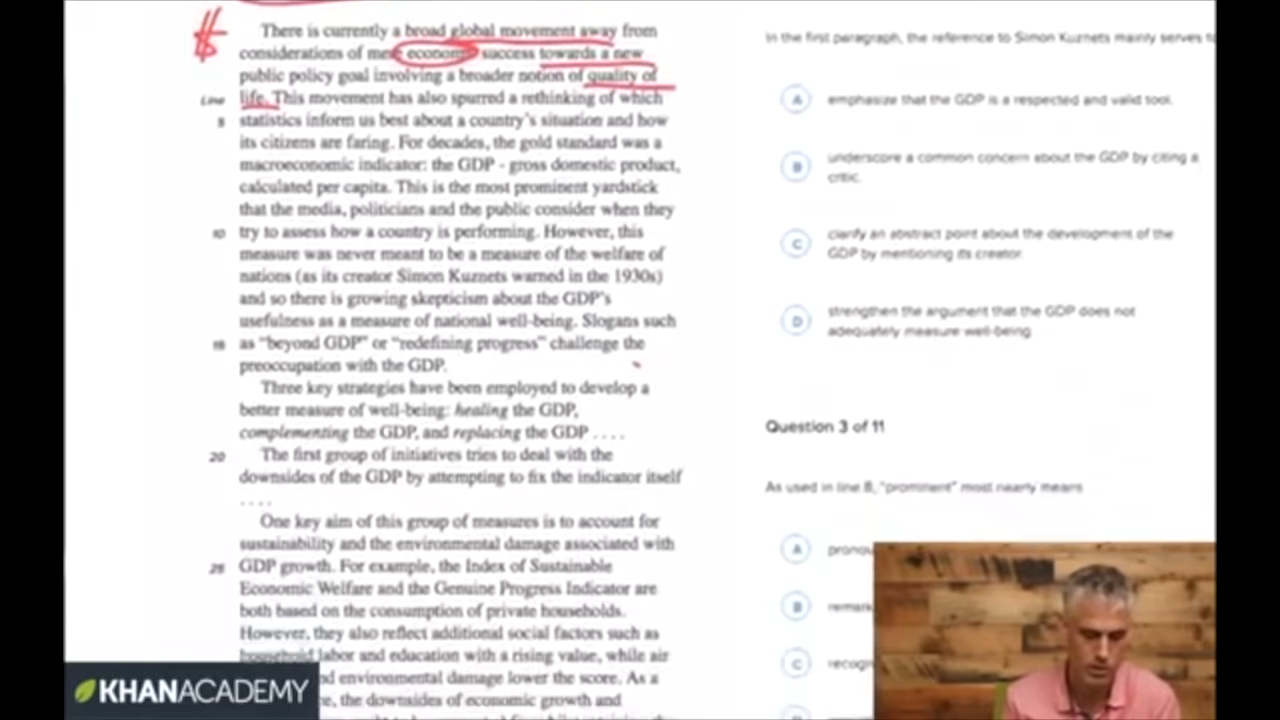 There is currently a broad global movement away from
considerations of mere economic success towards a new
public policy goal involving a broader notion of quality of
Line life. This movement has also spurred a rethinking of which
5 statistics inform us best about a country's situation and how
its citizens are faring. For decades, the gold standard was a
macroeconomic indicator: the GDP - gross domestic product,
calculated per capita. This is the most prominent yardstick
that the media, politicians and the public consider when they
10 try to assess how a country is performing. However, this
measure was never meant to be a measure of the welfare of
nations (as its creator Simon Kuznets warned in the 1930s)
and so there is growing skepticism about the GDP's
usefulness as a measure of national well-being. Slogans such
15 as "beyond GDP" or "redefining progress" challenge the
preoccupation with the GDP.
Three key strategies have been employed to develop a
better measure of well-being: healing the GDP,
complementing the GDP, and replacing the GDP . . . .
20 The first group of initiatives tries to deal with the
downsides of the GDP by attempting to fix the indicator itself
. . . .
One key aim of this group of measures is to account for
sustainability and the environmental damage associated with
25 GDP growth. For example, the Index of Sustainable
Economic Welfare and the Genuine Progress Indicator are
both based on the consumption of private households.
However, they also reflect additional social factors such as
household labor and education with a rising value, while air
environmental damage lower the score. As a
the downsides of economic growth and
In the first paragraph, the reference to Simon Kuznets mainly serves to
A emphasize that the GDP is a respected and valid tool.
B underscore a common concern about the GDP by citing a
critic.
C clarify an abstract point about the development of the
GDP by mentioning its creator.
D strengthen the argument that the GDP does not
adequately measure well-being.
Question 3 of 11
As used in line 8, "prominent" most nearly means
A
B
C
KHANACADEMY